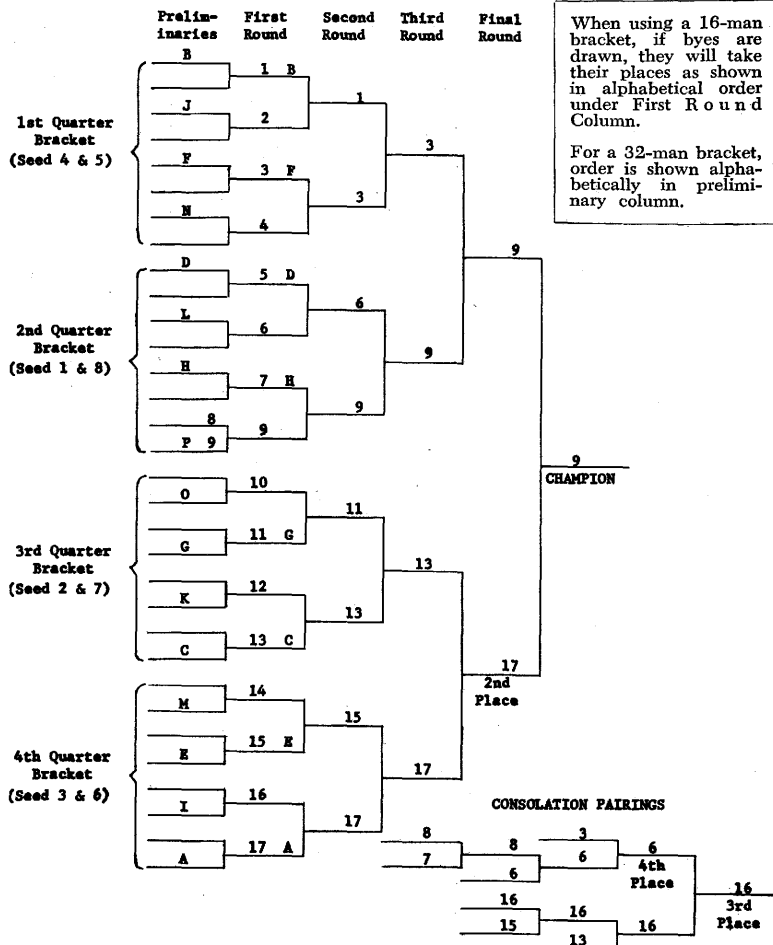 Prelim-
inaries
First
Round
Second
Round
Third
Round
Final
Round
When using a 16-man
bracket, if byes are
drawn, they will take
their places as shown
in alphabetical order
under First Round
Column.
For a 32-man bracket,
order is shown alpha-
betically in prelimi-
nary column.
1st Quarter
Bracket
(Seed 4 & 5)
B
1 B
J
2
1
F
3 F
N
4
3
3
2nd Quarter
Bracket
(Seed 1 & 8)
D
5 D
L
6
6
H
7 H
8
P 9
9
9
9
9
9
CHAMPION
3rd Quarter
Bracket
(Seed 2 & 7)
O
10
G
11 G
11
K
12
C
13 C
13
13
17
2nd
Place
4th Quarter
Bracket
(Seed 3 & 6)
M
14
E
15 E
15
I
16
A
17 A
17
17
CONSOLATION PAIRINGS
8
7
8
6
3
6
6
4th
Place
16
15
16
13
16
16
3rd
Place